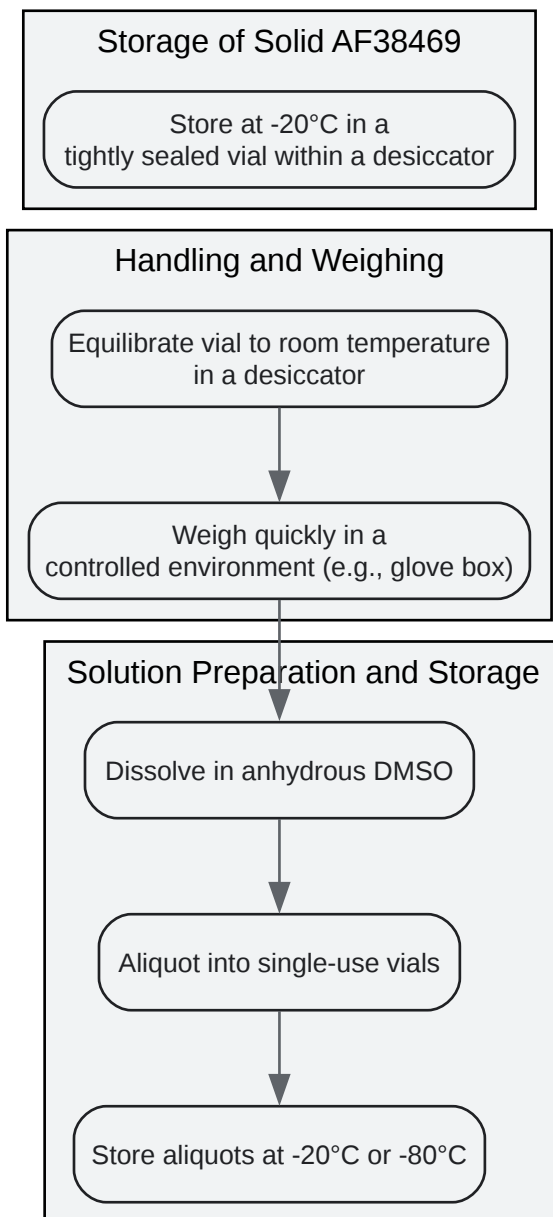 Storage of Solid AF38469
Store at -20°C in a
tightly sealed vial within a desiccator
Handling and Weighing
Equilibrate vial to room temperature
in a desiccator
Weigh quickly in a
controlled environment (e.g., glove box)
Solution Preparation and Storage
Dissolve in anhydrous DMSO
Aliquot into single-use vials
Store aliquots at -20°C or -80°C